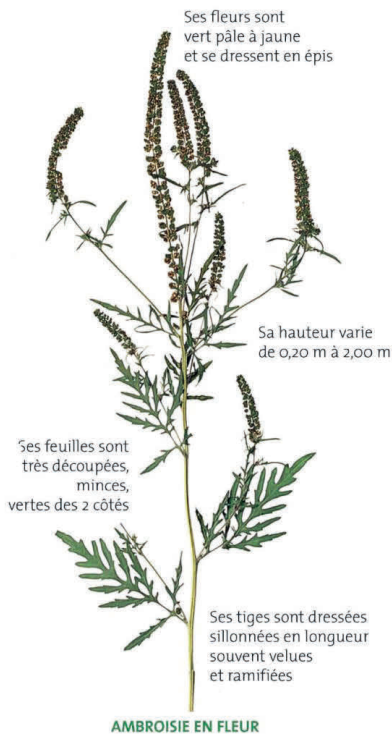 Ses fleurs sont
vert pâle à jaune
et se dressent en épis
Sa hauteur varie
de 0,20 m à 2,00 m
Ses feuilles sont
très découpées,
minces,
vertes des 2 côtés
Ses tiges sont dressées
sillonnées en longueur
souvent velues
et ramifiées
AMBROISIE EN FLEUR